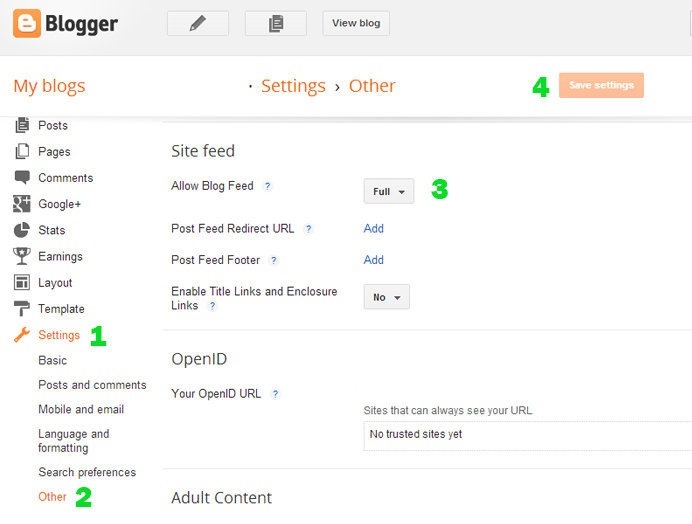 Blogger
View blog
My blogs
· Settings › Other
4
Save settings
Posts
Pages
Comments
Google+
Stats
Earnings
Layout
Template
Settings 1
Basic
Posts and comments
Mobile and email
Language and
formatting
Search preferences
Other 2
Site feed
Allow Blog Feed ? Full 3
Post Feed Redirect URL ? Add
Post Feed Footer ? Add
Enable Title Links and Enclosure
Links ? No
OpenID
Your OpenID URL ?
Sites that can always see your URL
No trusted sites yet
Adult Content